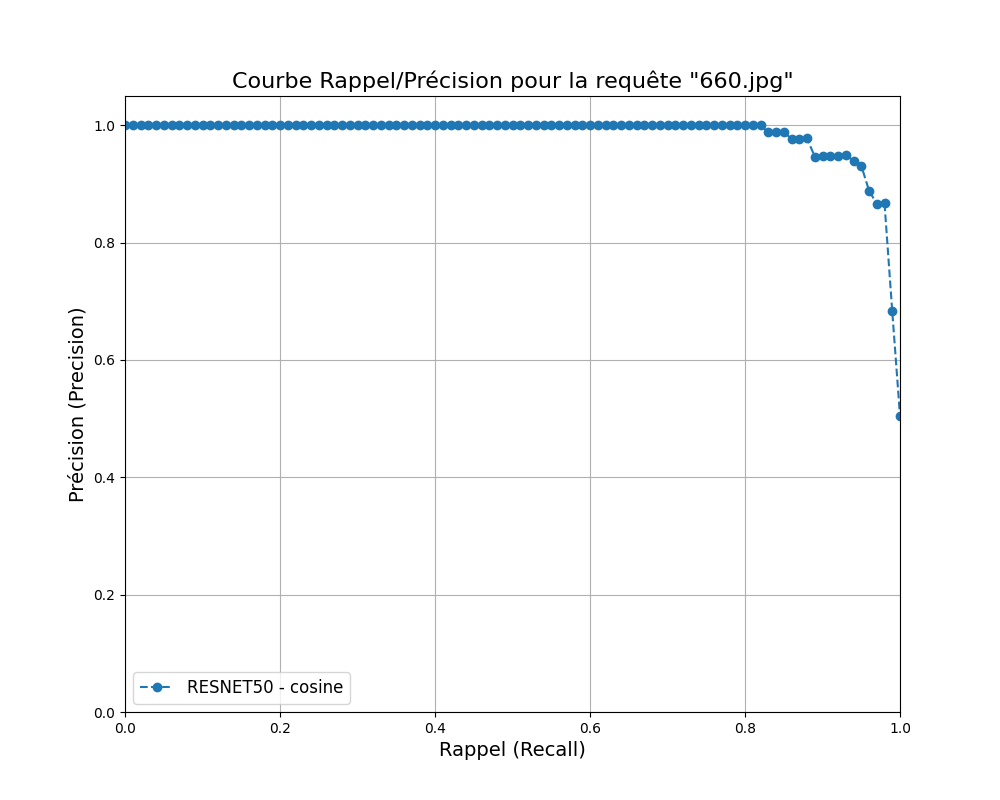 Courbe Rappel/Précision pour la requête "660.jpg"
Précision (Precision)
1.0
0.8
0.6
0.4
0.2
0.0
RESNET50 - cosine
0.0 0.2 0.4 0.6 0.8 1.0
Rappel (Recall)